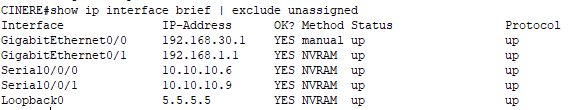 CINERE#show ip interface brief | exclude unassigned
Interface IP-Address OK? Method Status Protocol
GigabitEthernet0/0 192.168.30.1 YES manual up up
GigabitEthernet0/1 192.168.1.1 YES NVRAM up up
Serial0/0/0 10.10.10.6 YES NVRAM up up
Serial0/0/1 10.10.10.9 YES NVRAM up up
Loopback0 5.5.5.5 YES NVRAM up up